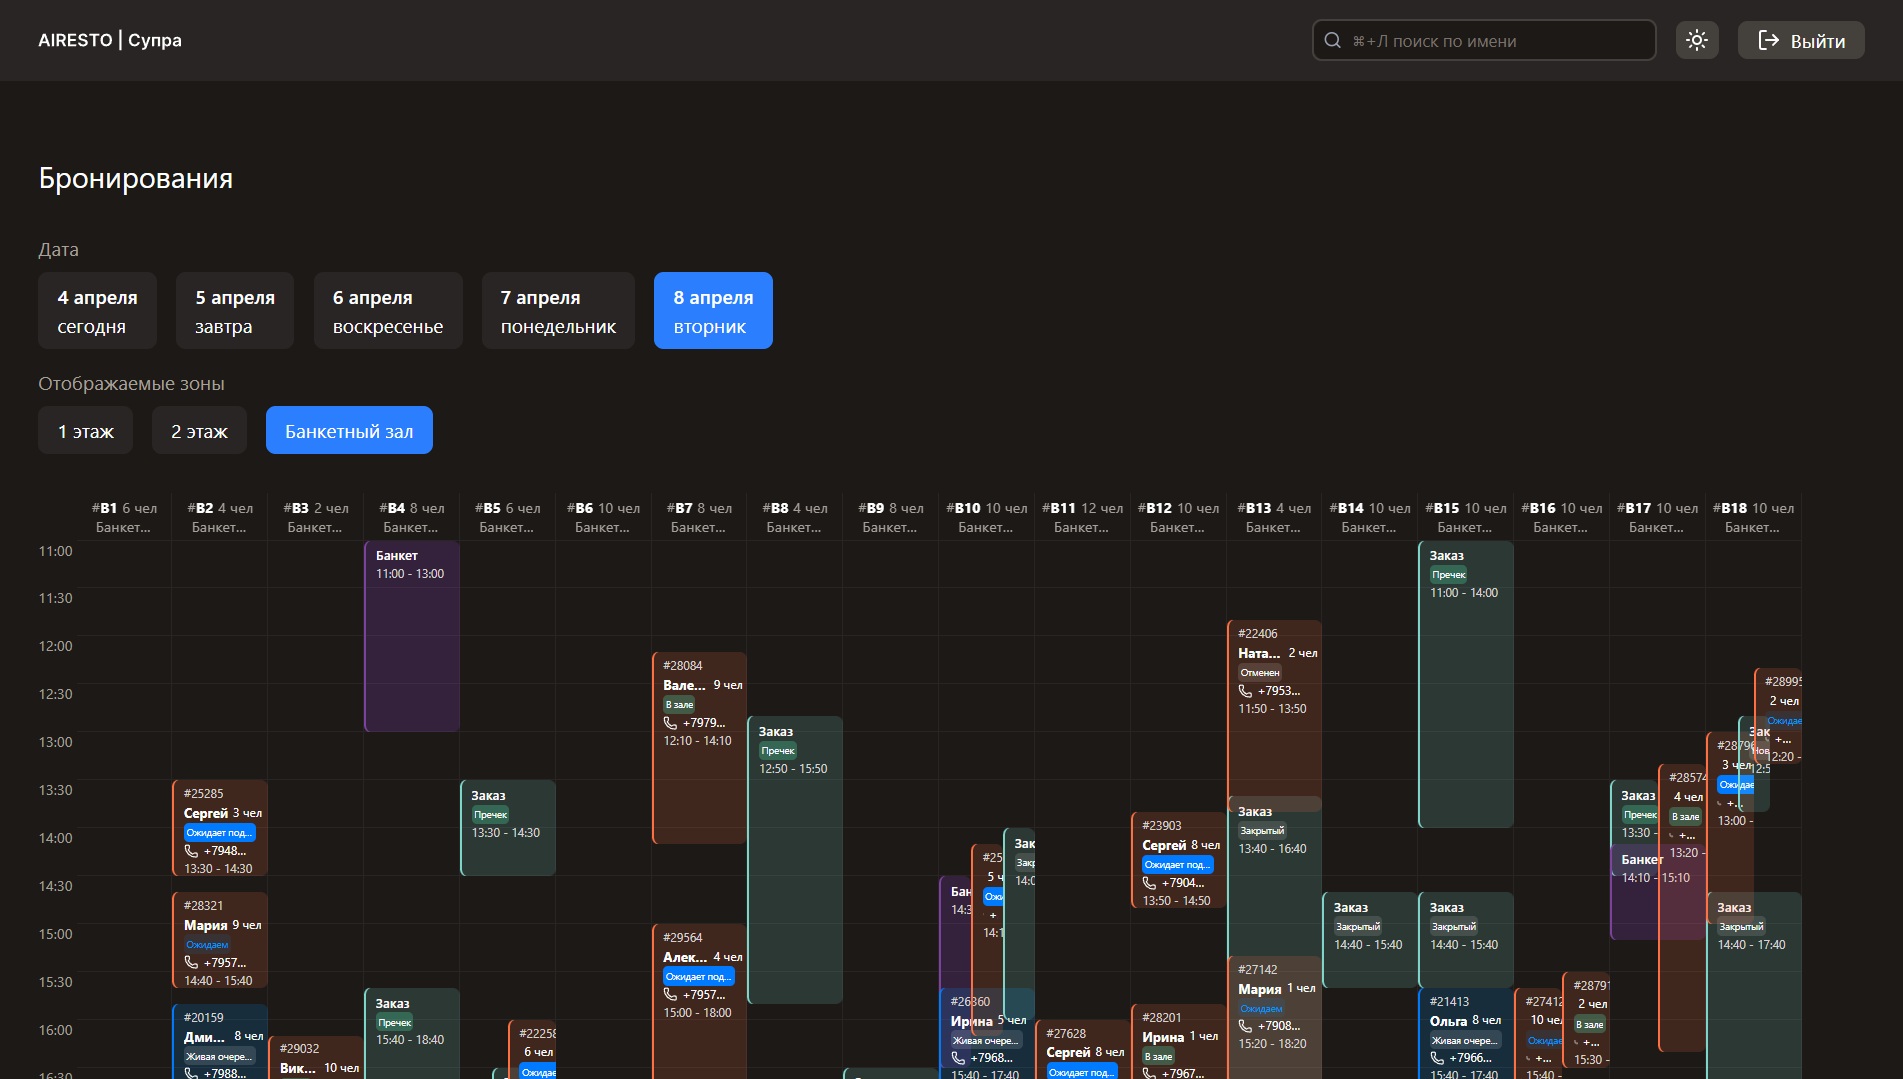 AIRESTO | Супра
⌘+Л поиск по имени
Выйти
Бронирования
Дата
4 апреля
сегодня
5 апреля
завтра
6 апреля
воскресенье
7 апреля
понедельник
8 апреля
вторник
Отображаемые зоны
1 этаж
2 этаж
Банкетный зал
#B1 6 чел
Банкет...
#B2 4 чел
Банкет...
#B3 2 чел
Банкет...
#B4 8 чел
Банкет...
#B5 6 чел
Банкет...
#B6 10 чел
Банкет...
#B7 8 чел
Банкет...
#B8 4 чел
Банкет...
#B9 8 чел
Банкет...
#B10 10 чел
Банкет...
#B11 12 чел
Банкет...
#B12 10 чел
Банкет...
#B13 4 чел
Банкет...
#B14 10 чел
Банкет...
#B15 10 чел
Банкет...
#B16 10 чел
Банкет...
#B17 10 чел
Банкет...
#B18 10 чел
Банкет...
11:00
11:30
12:00
12:30
13:00
13:30
14:00
14:30
15:00
15:30
16:00
16:30
#25285
Сергей 3 чел
Ожидает под...
+7948...
13:30 - 14:30
#28321
Мария 9 чел
Ожидаем
+7957...
14:40 - 15:40
#20159
Дми... 8 чел
Живая очере...
+7988...
#29032
Вик... 10 чел
Банкет
11:00 - 13:00
Заказ
Пречек
15:40 - 18:40
Заказ
Пречек
13:30 - 14:30
#22258
6 чел
Ожидае
#28084
Вале... 9 чел
В зале
+7979...
12:10 - 14:10
#29564
Алек... 4 чел
Ожидает под...
+7957...
15:00 - 18:00
Заказ
Пречек
12:50 - 15:50
Бан
14:3
#25
5 ч
Ожи
+
14:1
Зак
Закр
14:0
#26360
Ирина 5 чел
Живая очере...
+7968...
15:40 - 17:40
#27628
Сергей 8 чел
Ожидает под...
#23903
Сергей 8 чел
Ожидает под...
+7904...
13:50 - 14:50
#28201
Ирина 1 чел
В зале
+7967...
#22406
Ната... 2 чел
Отменен
+7953...
11:50 - 13:50
Заказ
Закрытый
13:40 - 16:40
#27142
Мария 1 чел
Ожидаем
+7908...
15:20 - 18:20
Заказ
Закрытый
14:40 - 15:40
Заказ
Пречек
11:00 - 14:00
Заказ
Закрытый
14:40 - 15:40
#21413
Ольга 8 чел
Живая очере...
+7966...
15:40 - 17:40
#27412
10 чел
Ожидае
+...
15:40 -
#28791
2 чел
В зале
+...
15:30 -
Заказ
Пречек
13:30 -
Банкет
14:10 - 15:10
#28574
4 чел
В зале
+...
13:20 -
#28796
3 чел
Ожидае
+...
13:00 -
Зак
Нов
12:5
#28995
2 чел
Ожидае
+...
12:20 -
Заказ
Закрытый
14:40 - 17:40